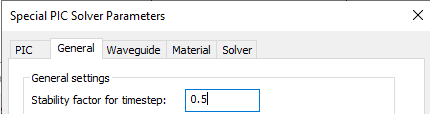 Special PIC Solver Parameters
PIC General Waveguide Material Solver
General settings
Stability factor for timestep: 0.5